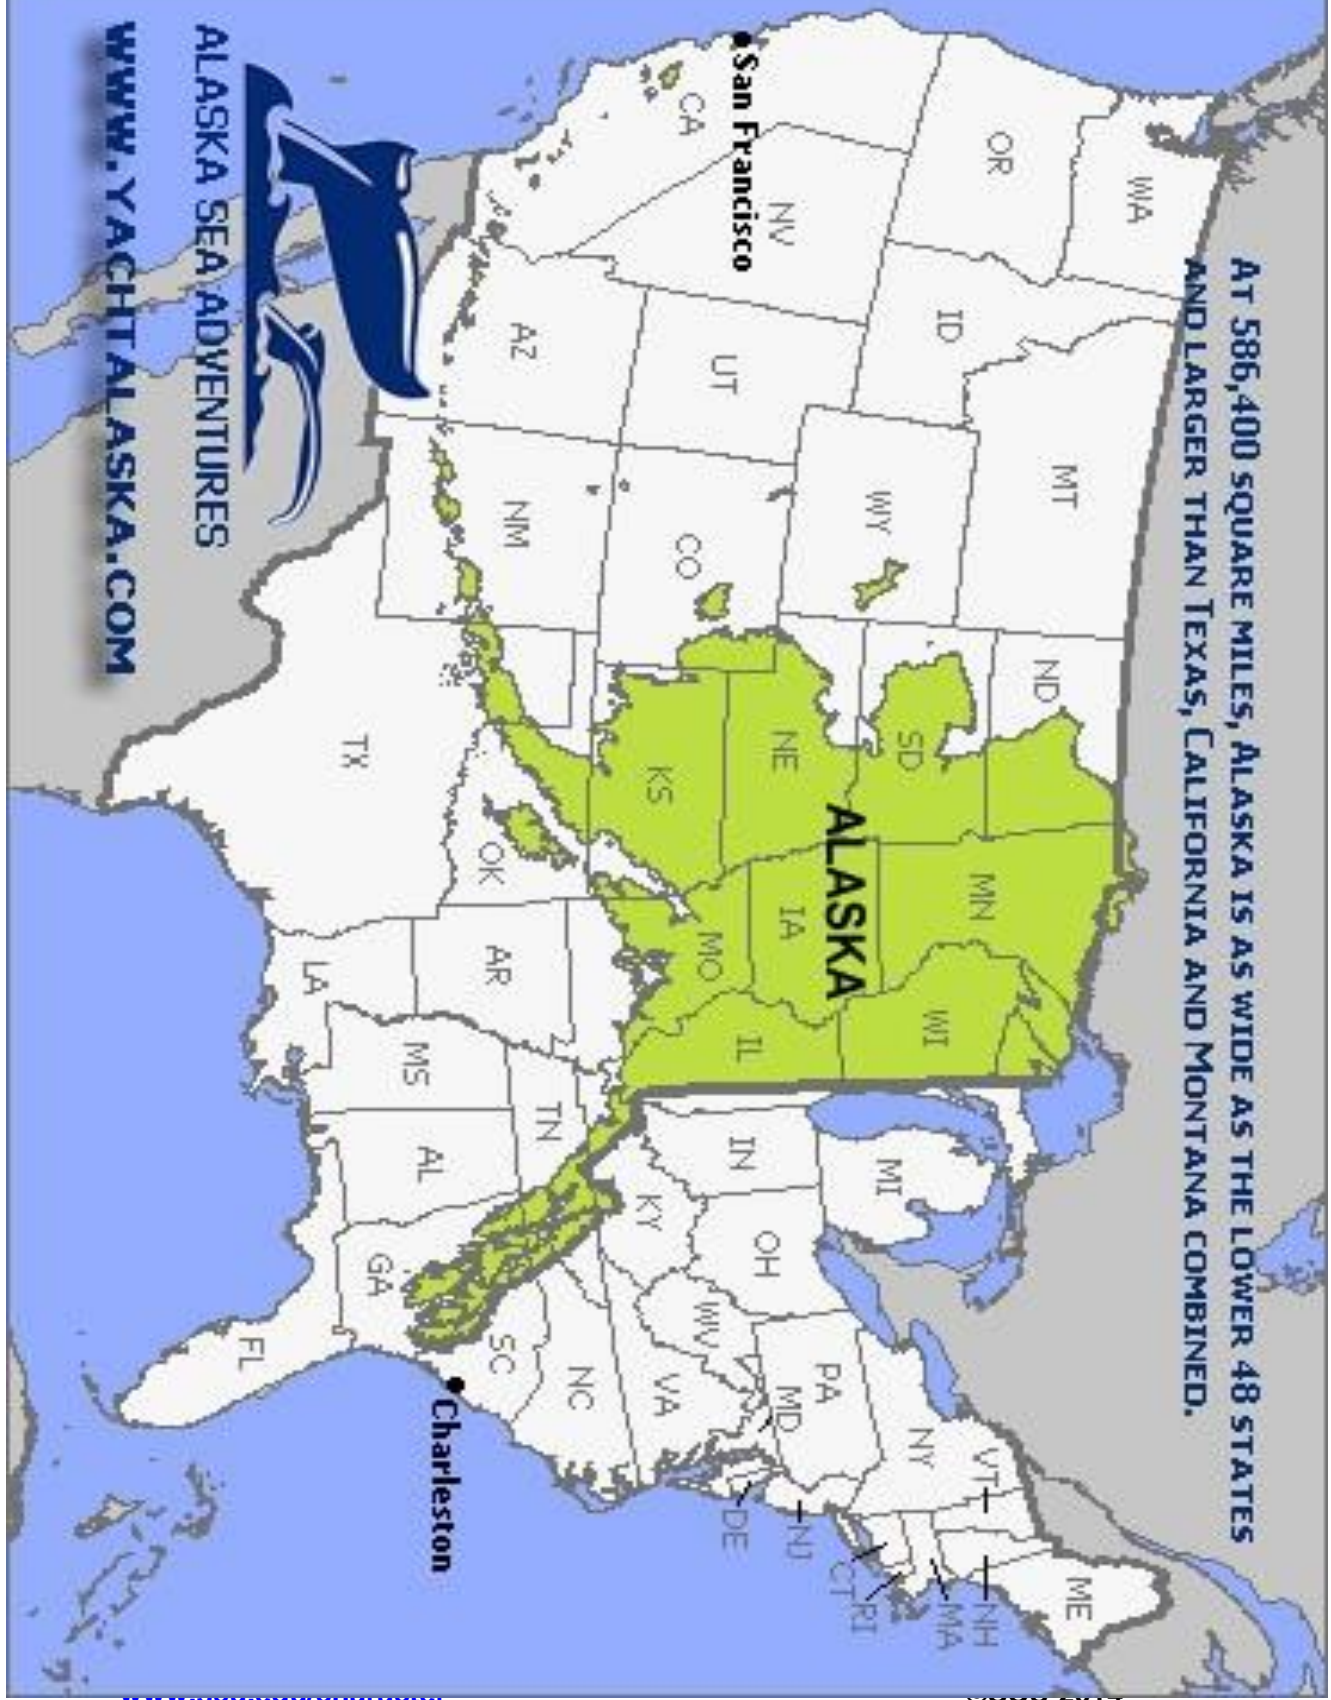 AT 586,400 SQUARE MILES, ALASKA IS AS WIDE AS THE LOWER 48 STATES
AND LARGER THAN TEXAS, CALIFORNIA AND MONTANA COMBINED.
WA
OR
ID
MT
ND
MN
WI
MI
SD
WY
NV
UT
CO
NE
IA
IL
IN
OH
PA
NY
VT
ME
NH
MA
RI
CT
NJ
DE
MD
San Francisco
CA
ALASKA
KS
MO
KY
WV
VA
AZ
NM
OK
AR
TN
NC
SC
Charleston
TX
LA
MS
AL
GA
FL
ALASKA SEA ADVENTURES
WWW.YACHTALASKA.COM